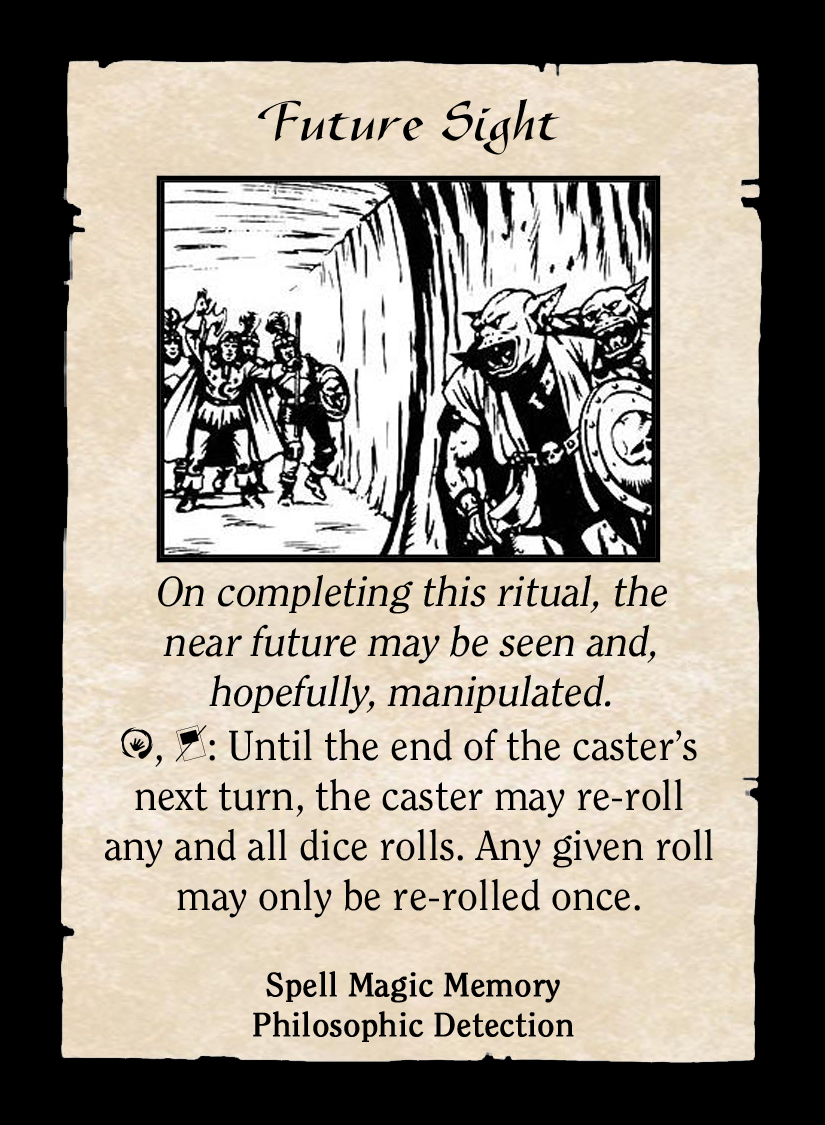 Future Sight
On completing this ritual, the
near future may be seen and,
hopefully, manipulated.
, : Until the end of the caster’s
next turn, the caster may re-roll
any and all dice rolls. Any given roll
may only be re-rolled once.
Spell Magic Memory
Philosophic Detection